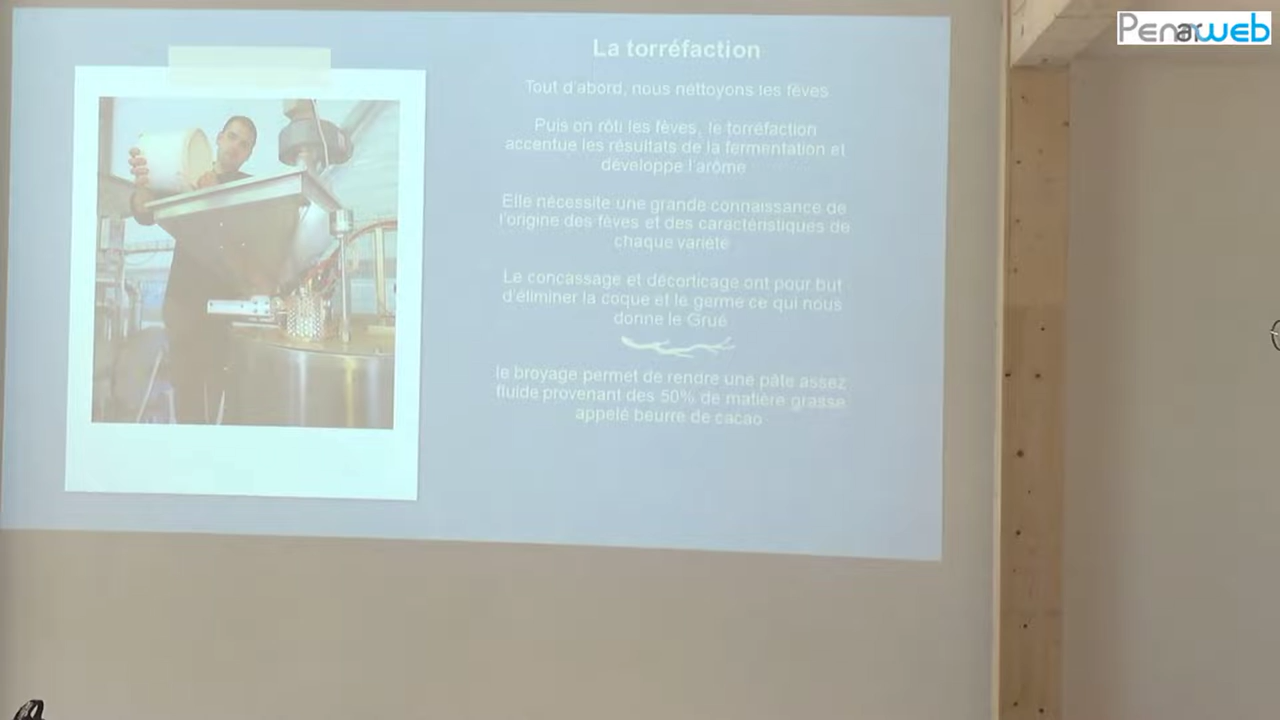 La torréfaction
Tout d'abord, nous nettoyons les fèves
Puis on rôti les fèves, le torréfaction
accentue les résultats de la fermentation et
développe l'arôme
Elle nécessite une grande connaissance de
l'origine des fèves et des caractéristiques de
chaque variété
Le concassage et décorticage ont pour but
d'éliminer la coque et le germe ce qui nous
donne le Grué
le broyage permet de rendre une pâte assez
fluide provenant des 50% de matière grasse
appelé beurre de cacao
Penarweb